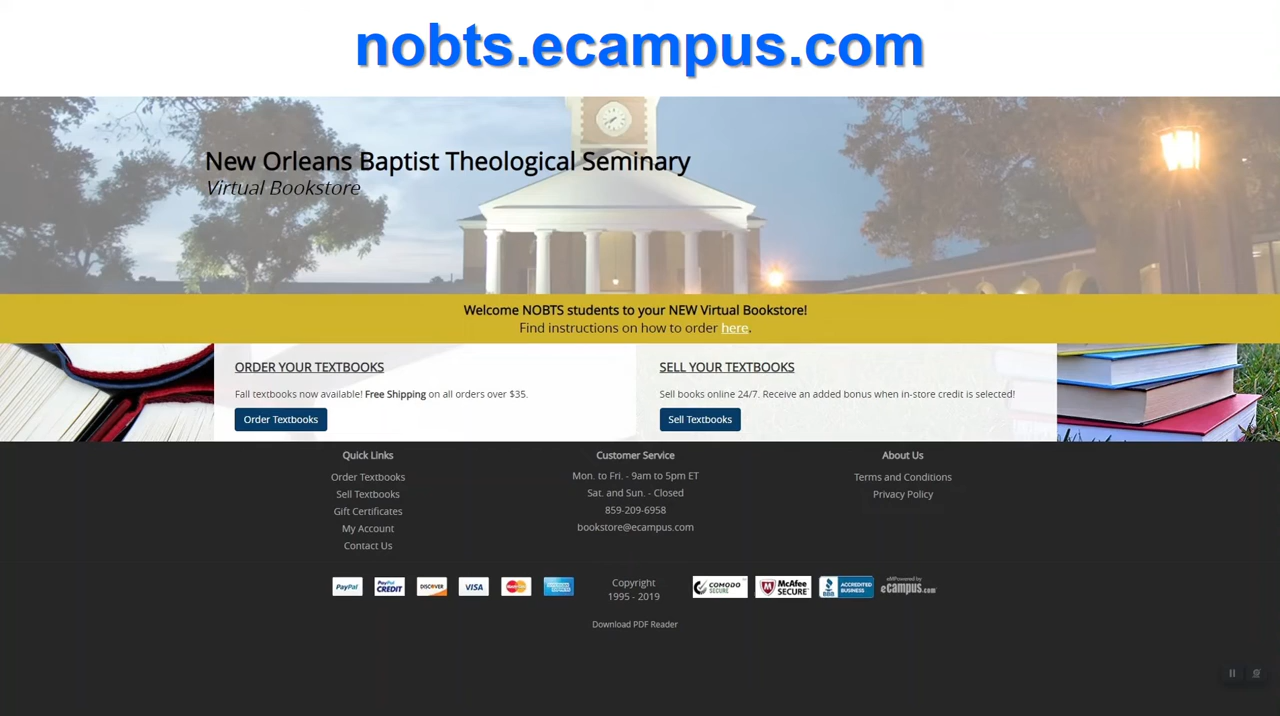 nobts.ecampus.com
New Orleans Baptist Theological Seminary
Virtual Bookstore
Welcome NOBTS students to your NEW Virtual Bookstore!
Find instructions on how to order here.
ORDER YOUR TEXTBOOKS
Fall textbooks now available! Free Shipping on all orders over $35.
Order Textbooks
SELL YOUR TEXTBOOKS
Sell books online 24/7. Receive an added bonus when in-store credit is selected!
Sell Textbooks
Quick Links
Order Textbooks
Sell Textbooks
Gift Certificates
My Account
Contact Us
Customer Service
Mon. to Fri. - 9am to 5pm ET
Sat. and Sun. - Closed
859-209-6958
bookstore@ecampus.com
About Us
Terms and Conditions
Privacy Policy
PayPal
PayPal CREDIT
DISCOVER
VISA
MasterCard
AMERICAN EXPRESS
Copyright
1995 - 2019
COMODO SECURE
McAfee SECURE
BBB ACCREDITED BUSINESS
eMPowered by
ecampus.com
Download PDF Reader